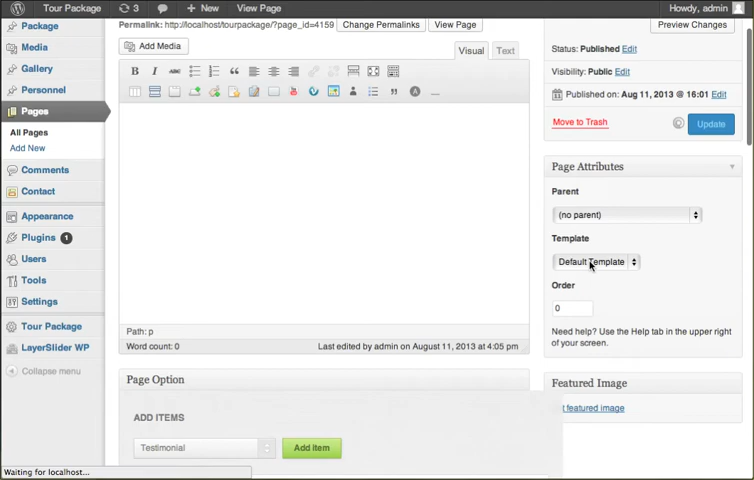 Tour Package 3 + New View Page Howdy, admin
Package
Media
Gallery
Personnel
Pages
All Pages
Add New
Comments
Contact
Appearance
Plugins 1
Users
Tools
Settings
Tour Package
LayerSlider WP
Collapse menu
Permalink: http://localhost/tourpackage/?page_id=4159 Change Permalinks View Page
Add Media
Visual Text
B I ABC
Path: p
Word count: 0 Last edited by admin on August 11, 2013 at 4:05 pm
Page Option
ADD ITEMS
Testimonial Add item
Preview Changes
Status: Published Edit
Visibility: Public Edit
Published on: Aug 11, 2013 @ 16:01 Edit
Move to Trash Update
Page Attributes
Parent
(no parent)
Template
Default Template
Order
0
Need help? Use the Help tab in the upper right
of your screen.
Featured Image
t featured image
Waiting for localhost...